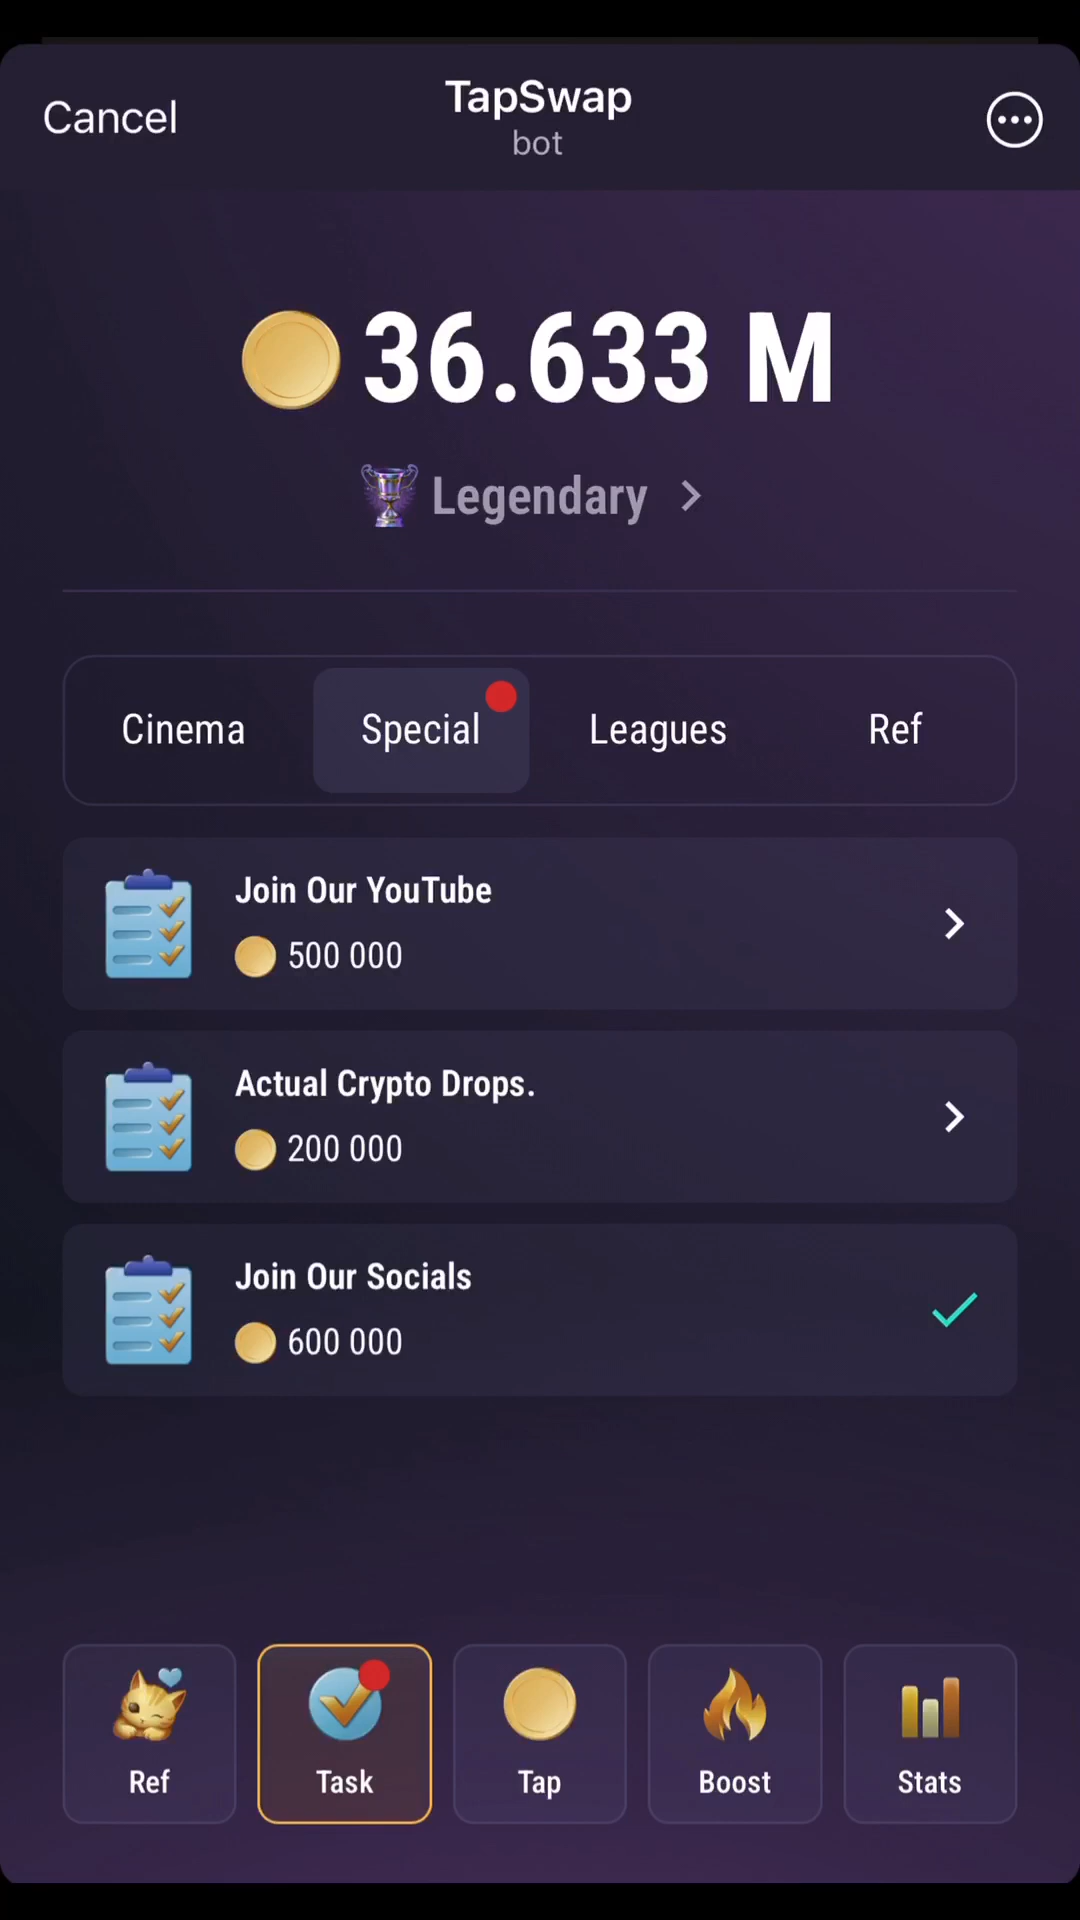 Cancel
TapSwap
bot
36.633 M
Legendary
Cinema
Special
Leagues
Ref
Join Our YouTube
500 000
Actual Crypto Drops.
200 000
Join Our Socials
600 000
Ref
Task
Tap
Boost
Stats